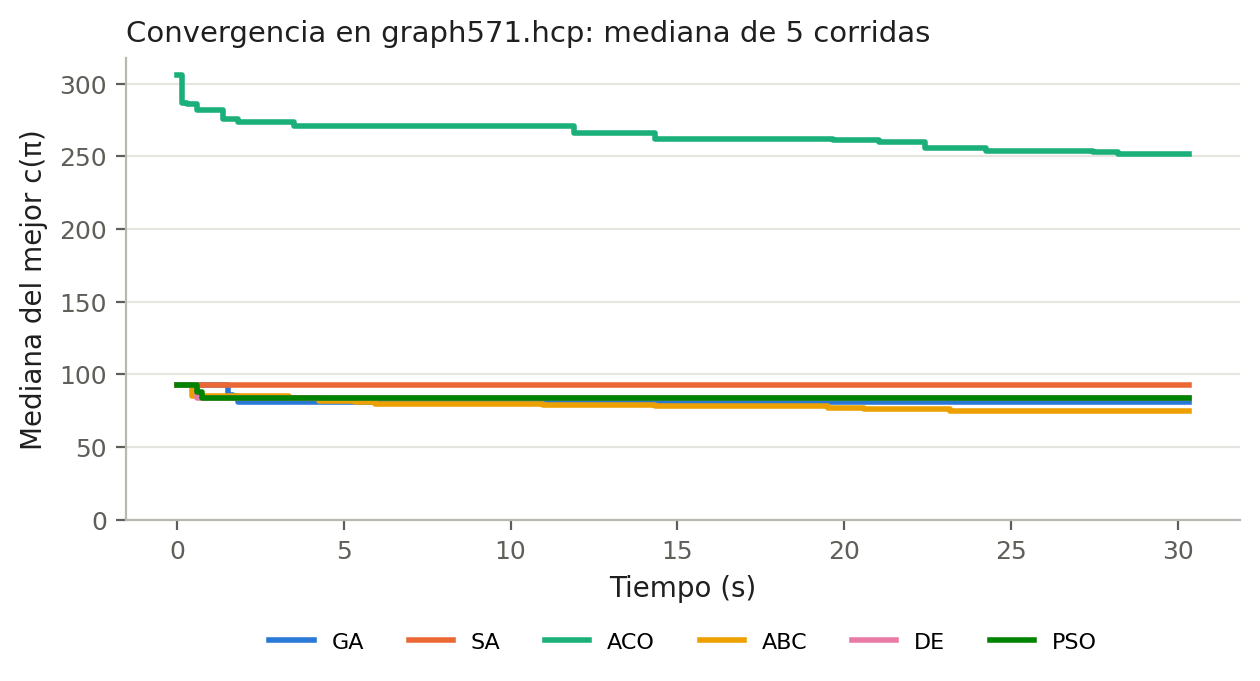 Convergencia en graph571.hcp: mediana de 5 corridas
Mediana del mejor c(π)
300
250
200
150
100
50
0
0 5 10 15 20 25 30
Tiempo (s)
GA SA ACO ABC DE PSO